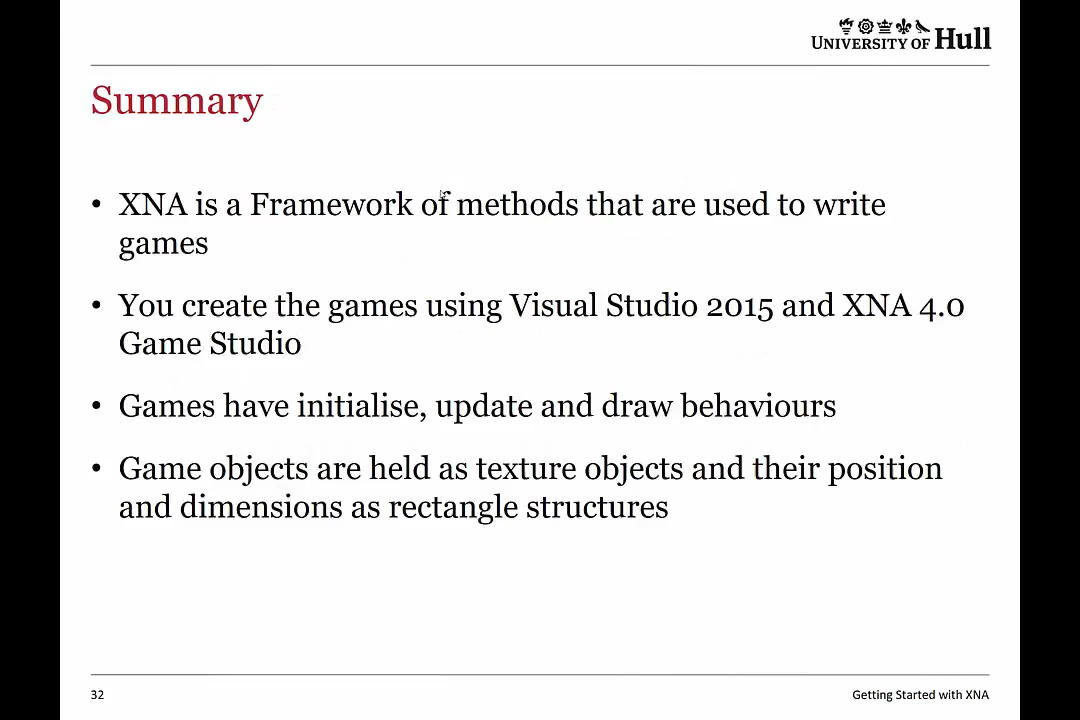 UNIVERSITY OF Hull
Summary
• XNA is a Framework of methods that are used to write
games
• You create the games using Visual Studio 2015 and XNA 4.0
Game Studio
• Games have initialise, update and draw behaviours
• Game objects are held as texture objects and their position
and dimensions as rectangle structures
32
Getting Started with XNA